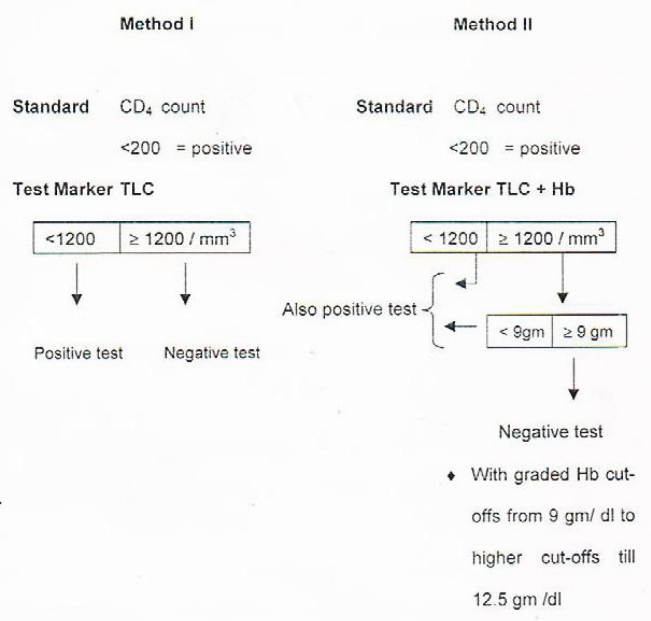 Method I
Standard CD₄ count
<200 = positive
Test Marker TLC
<1200 ≥ 1200 / mm³
Positive test Negative test
Method II
Standard CD₄ count
<200 = positive
Test Marker TLC + Hb
< 1200 ≥ 1200 / mm³
Also positive test
< 9gm ≥ 9 gm
Negative test
♦ With graded Hb cut-
offs from 9 gm/ dl to
higher cut-offs till
12.5 gm /dl